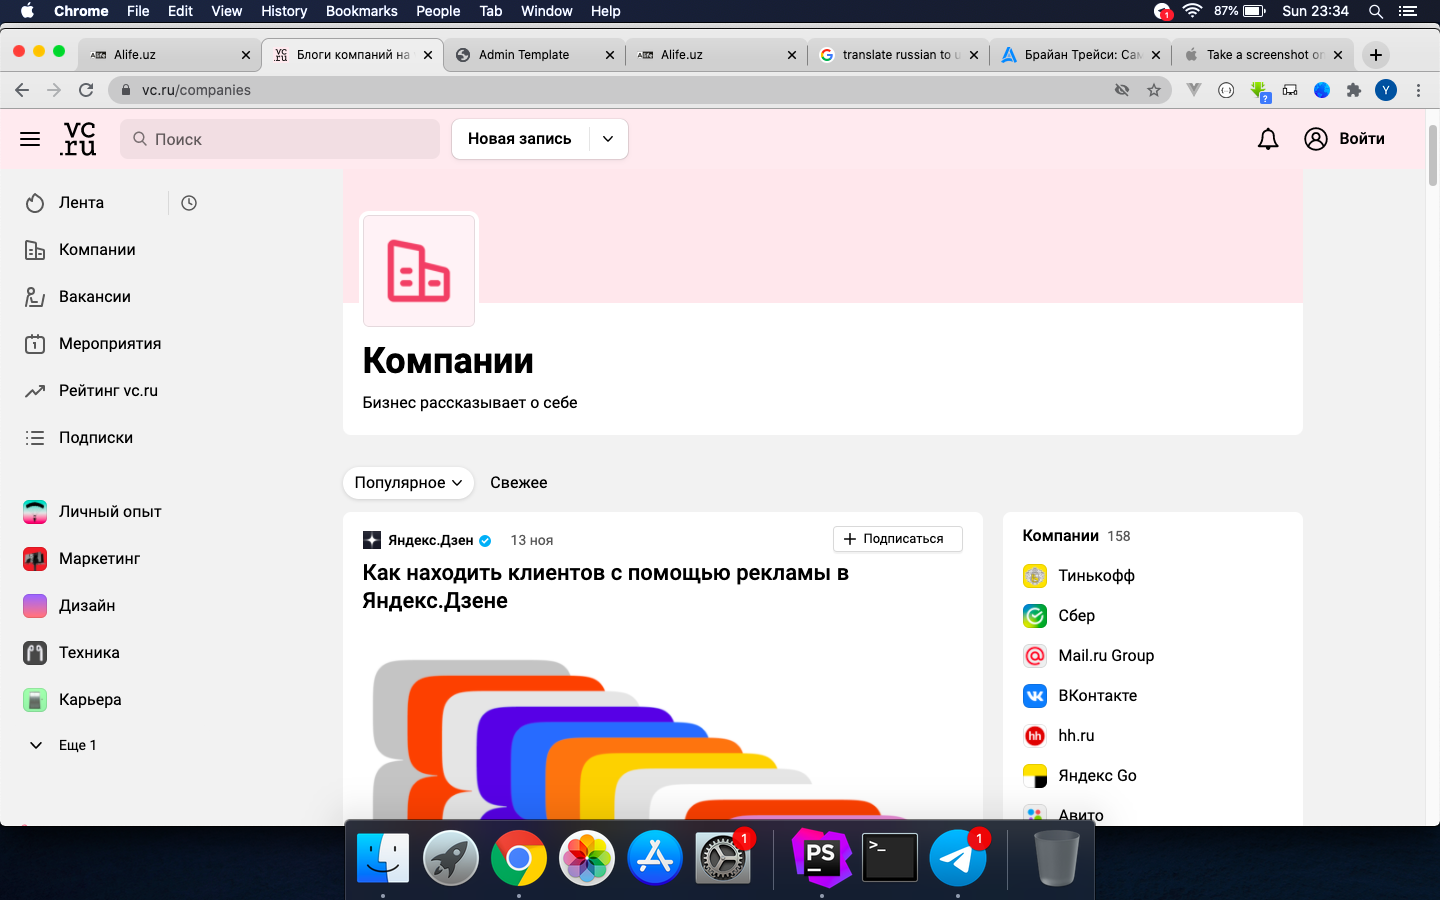 Chrome File Edit View History Bookmarks People Tab Window Help 1 87% Sun 23:34
Alife.uz
Блоги компаний на
Admin Template
Alife.uz
translate russian to u
Брайан Трейси: Сам
Take a screenshot on
vc.ru/companies
?
Y
vc
.ru
Поиск
Новая запись
Войти
Лента
Компании
Вакансии
1 Мероприятия
Рейтинг vc.ru
Подписки
Личный опыт
Маркетинг
Дизайн
Техника
Карьера
Еще 1
Компании
Бизнес рассказывает о себе
Популярное
Свежее
Яндекс.Дзен 13 ноя
Подписаться
Как находить клиентов с помощью рекламы в
Яндекс.Дзене
Компании 158
Тинькофф
Сбер
Mail.ru Group
ВКонтакте
hh hh.ru
Яндекс Go
Авито
1
PS
>_
1